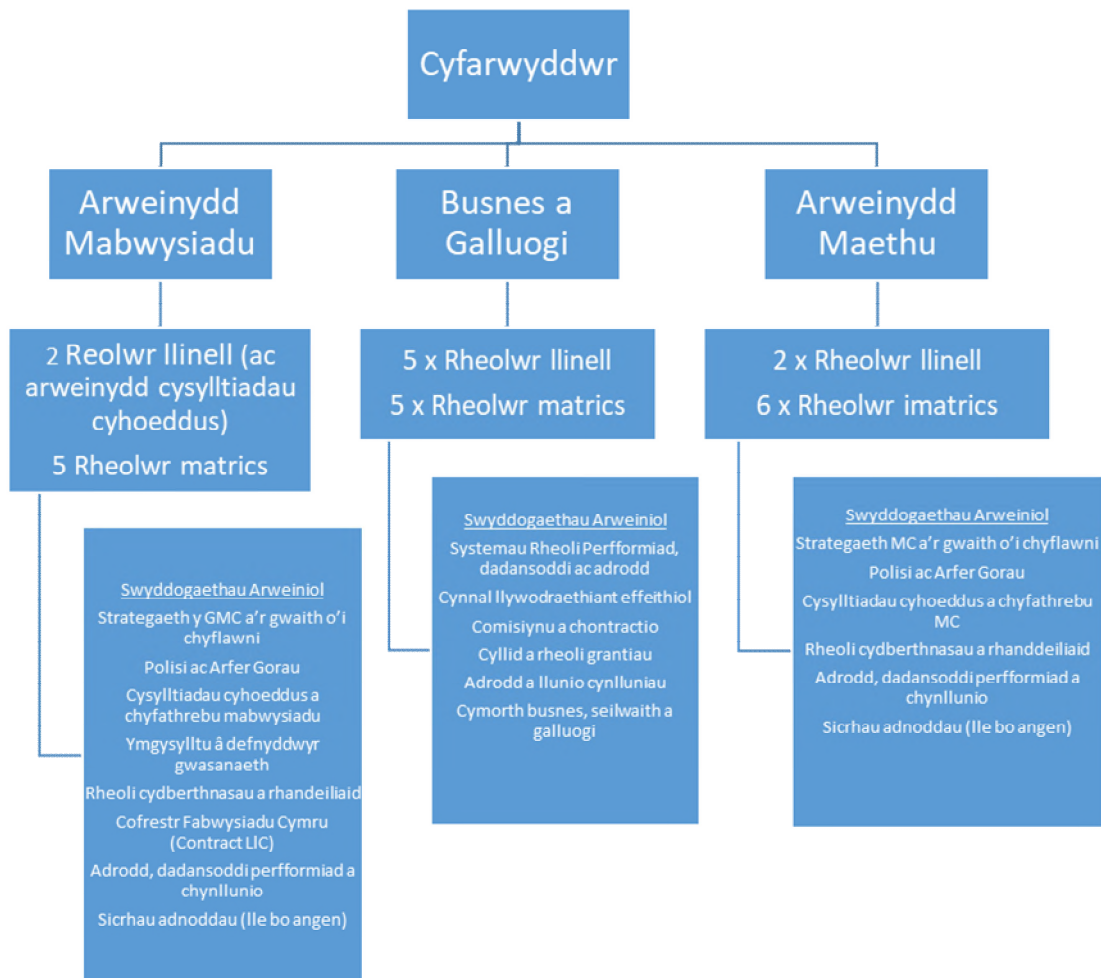 Cyfarwyddwr
Arweinydd
Mabwysiadu
Busnes a
Galluogi
Arweinydd
Maethu
2 Reolwr llinell (ac
arweinydd cysylltiadau
cyhoeddus)
5 Rheolwr matrics
5 x Rheolwr llinell
5 x Rheolwr matrics
2 x Rheolwr llinell
6 x Rheolwr imatrics
Swyddogaethau Arweiniol
Strategaeth y GMC a'r gwaith o'i
chyflawni
Polisi ac Arfer Gorau
Cysylltiadau cyhoeddus a
chyfathrebu mabwysiadu
Ymgysylltu â defnyddwyr
gwasanaeth
Rheoli cydberthnasau a rhandeiliaid
Cofrestr Fabwysiadu Cymru
(Contract LlC)
Adrodd, dadansoddi perfformiad a
chynllunio
Sicrhau adnoddau (lle bo angen)
Swyddogaethau Arweiniol
Systemau Rheoli Perfformiad,
dadansoddi ac adrodd
Cynnal llywodraethiant effeithiol
Comisiynu a chontractio
Cyllid a rheoli grantiau
Adrodd a llunio cynlluniau
Cymorth busnes, seilwaith a
galluogi
Swyddogaethau Arweiniol
Strategaeth MC a'r gwaith o'i chyflawni
Polisi ac Arfer Gorau
Cysylltiadau cyhoeddus a chyfathrebu
MC
Rheoli cydberthnasau a rhanddeiliaid
Adrodd, dadansoddi perfformiad a
chynllunio
Sicrhau adnoddau (lle bo angen)